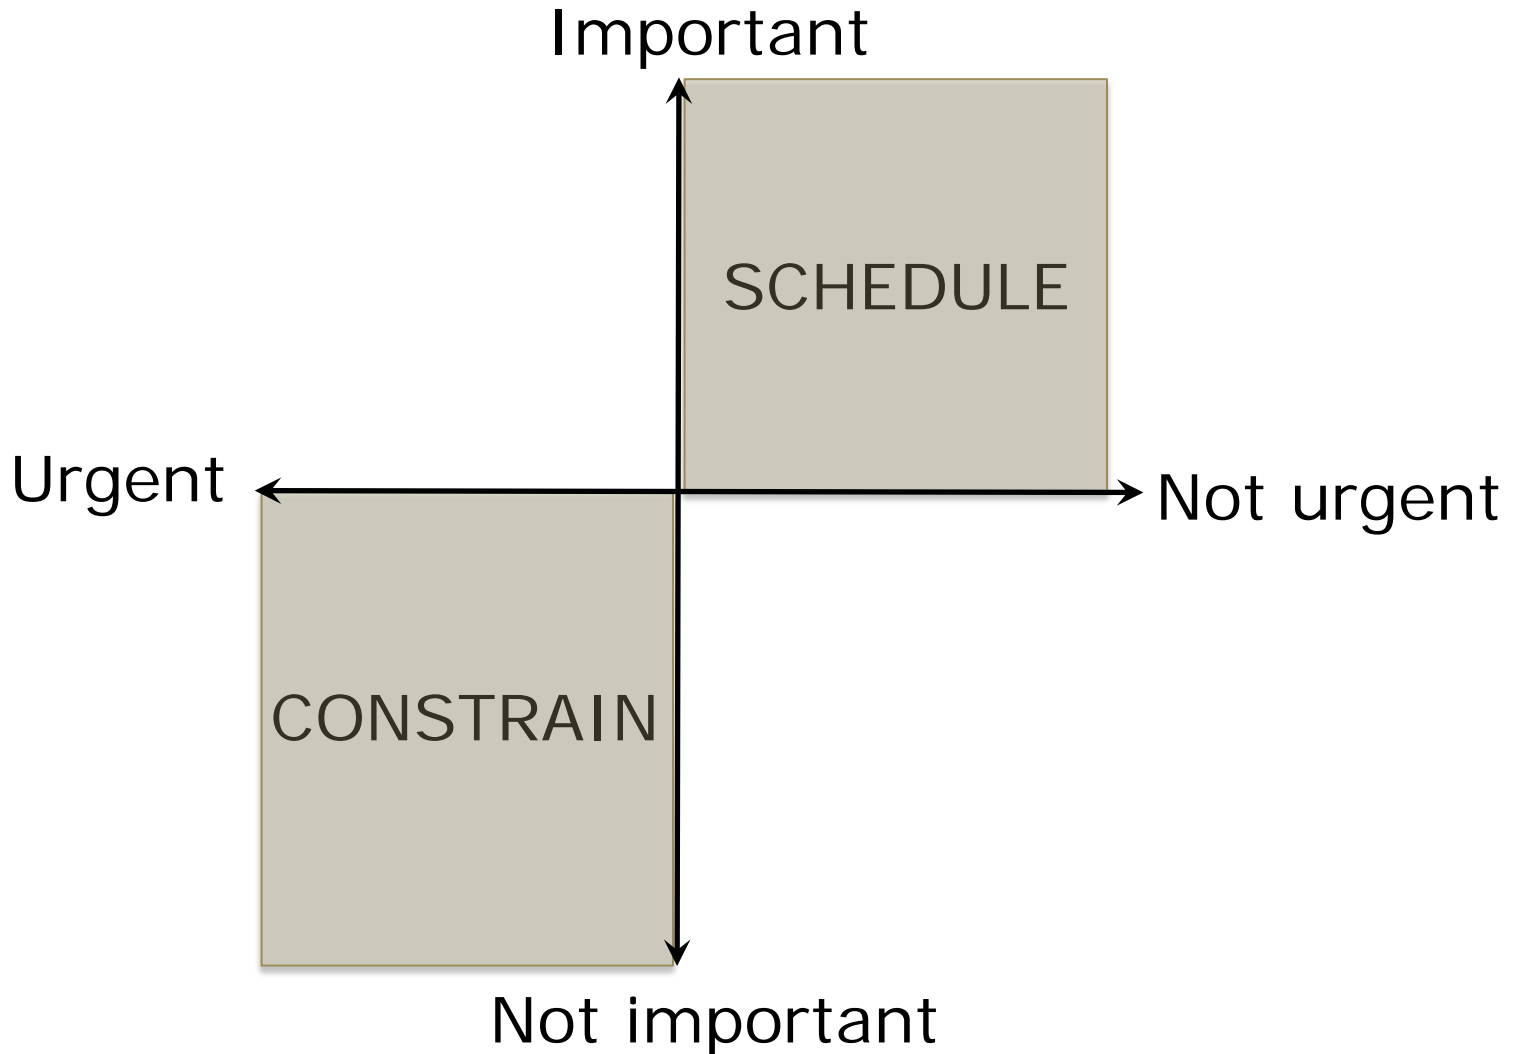 Important
SCHEDULE
Urgent
Not urgent
CONSTRAIN
Not important